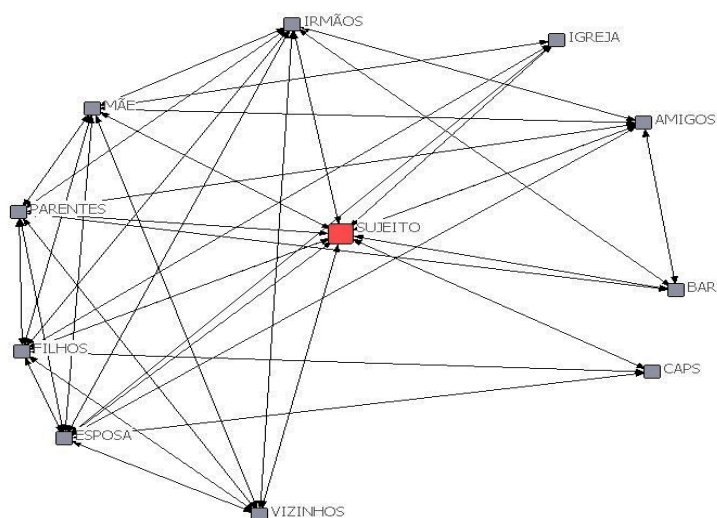 IRMÃOS
IGREJA
MÃE
AMIGOS
PARENTES
SUJEITO
BAR
FILHOS
CAPS
ESPOSA
VIZINHOS